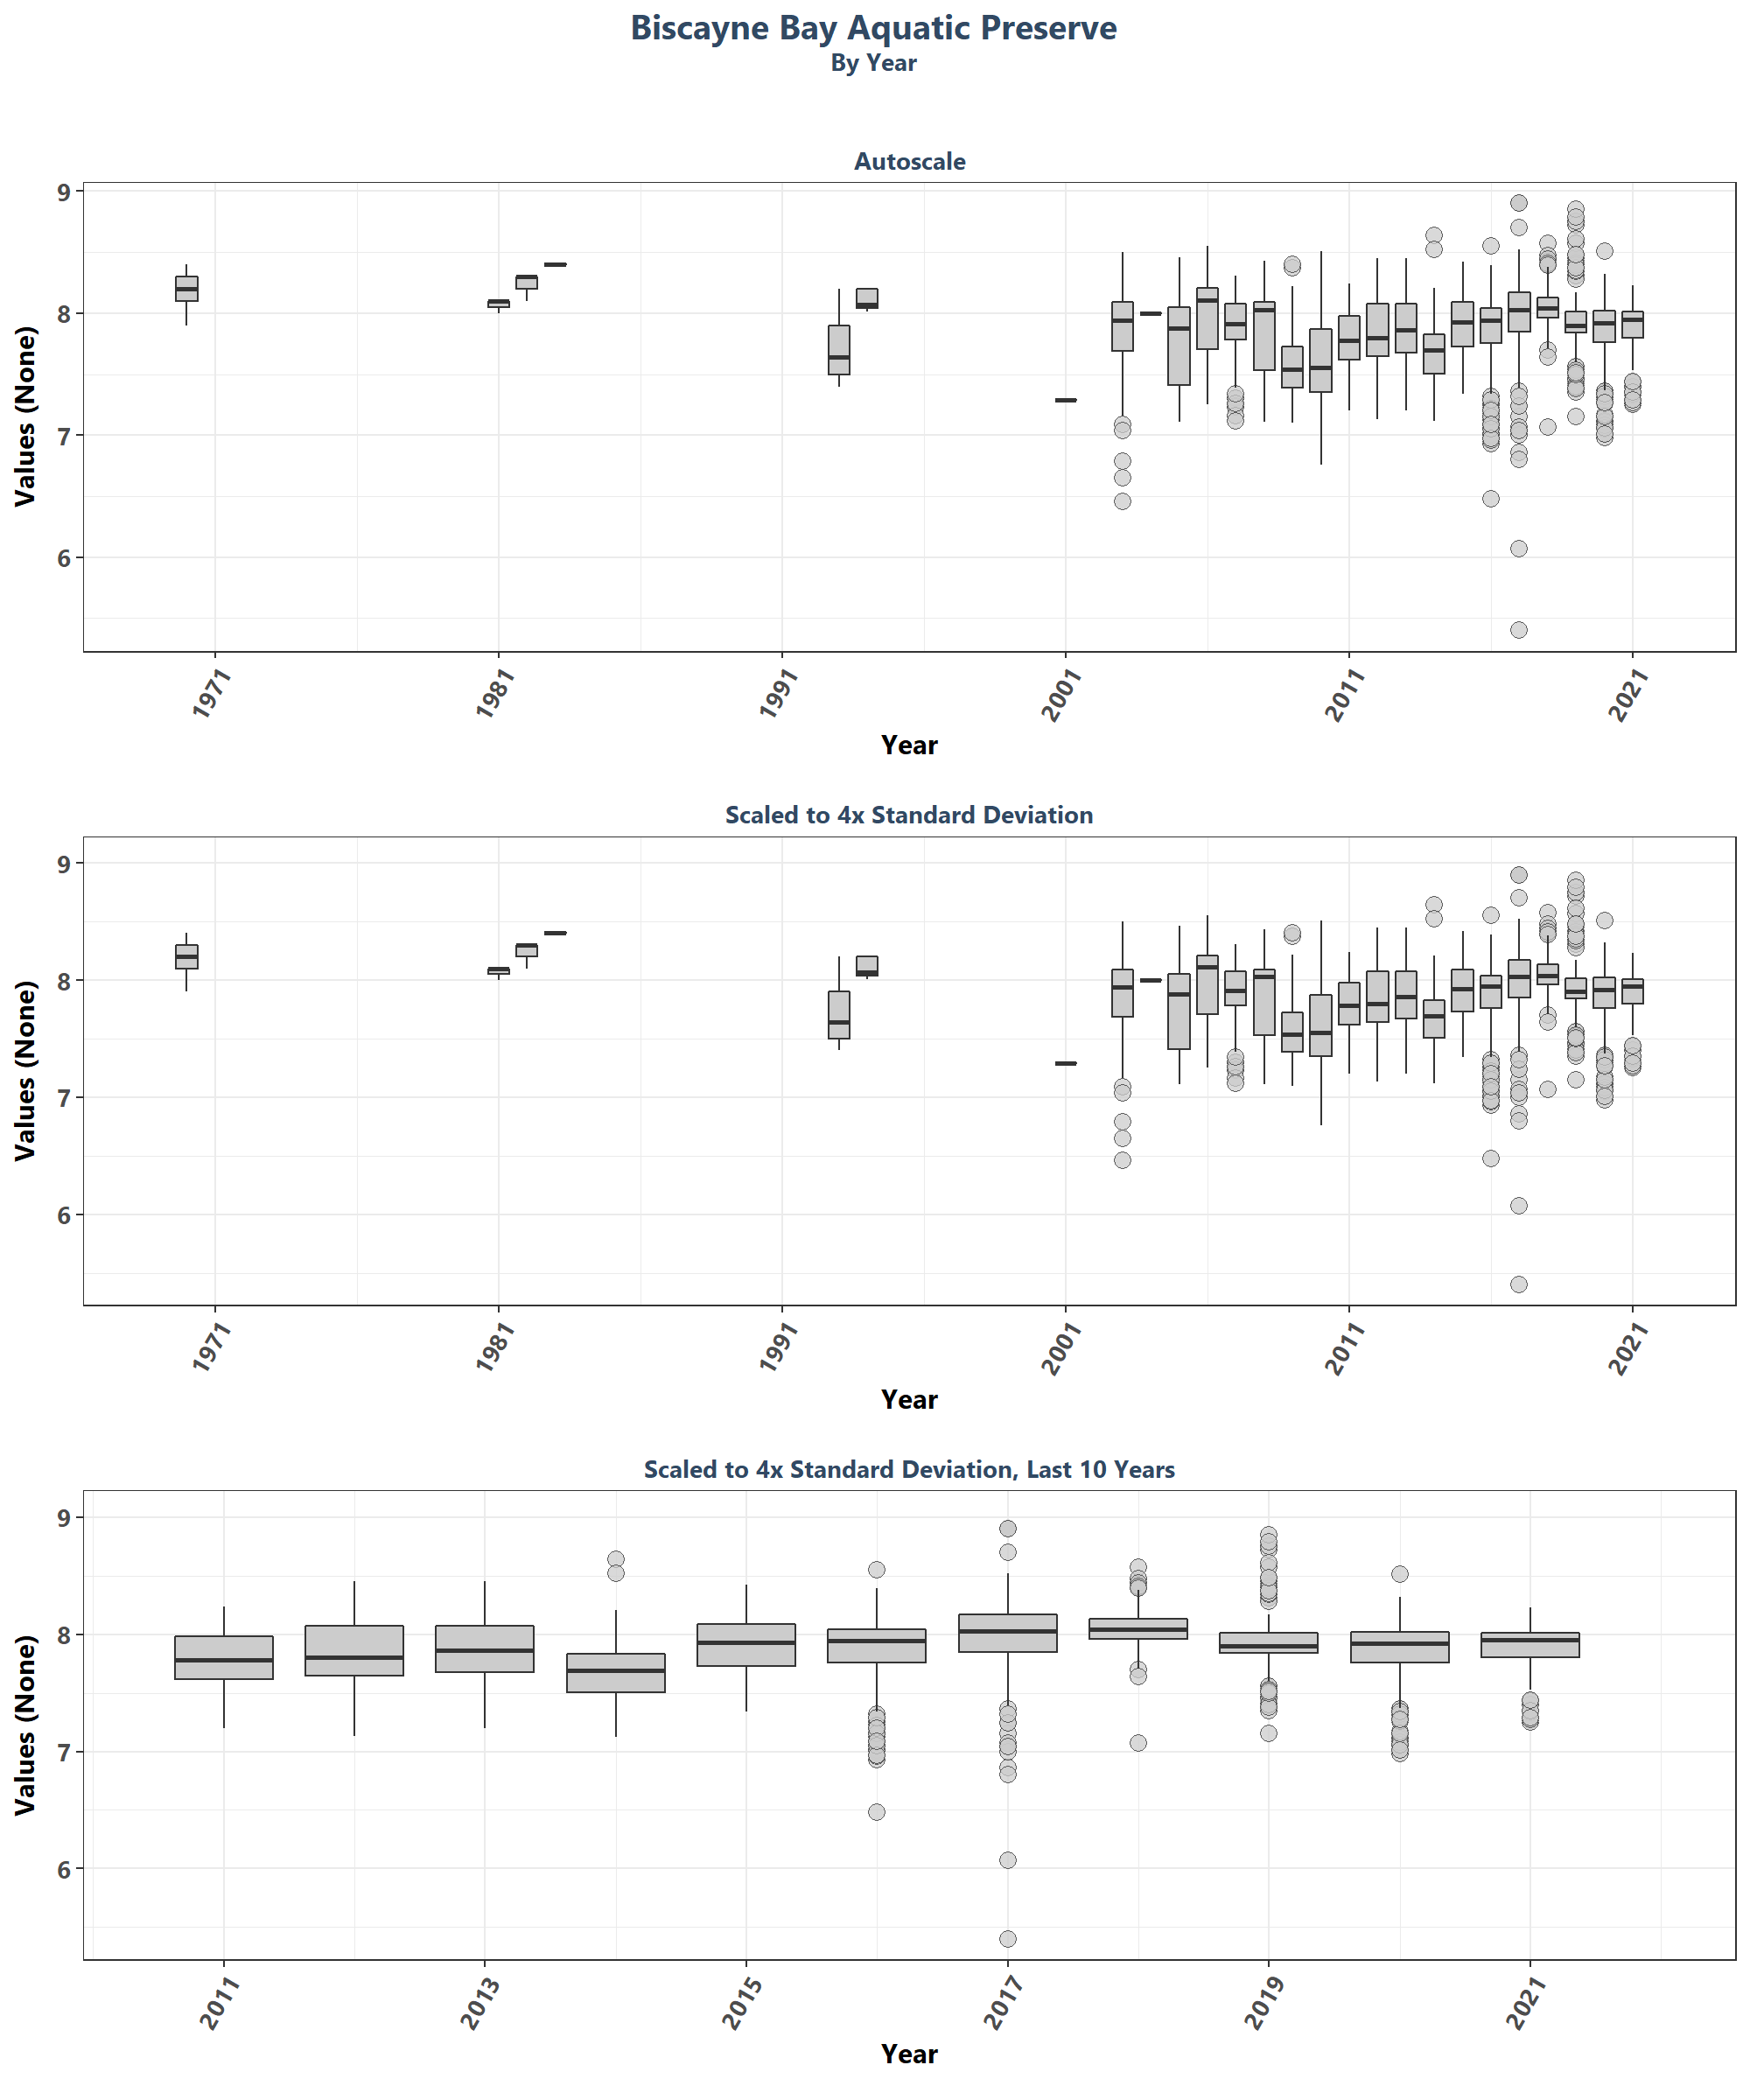 Biscayne Bay Aquatic Preserve
By Year
Autoscale
Values (None)
9
8
7
6
1971 1981 1991 2001 2011 2021
Year
Scaled to 4x Standard Deviation
Values (None)
9
8
7
6
1971 1981 1991 2001 2011 2021
Year
Scaled to 4x Standard Deviation, Last 10 Years
Values (None)
9
8
7
6
2011 2013 2015 2017 2019 2021
Year